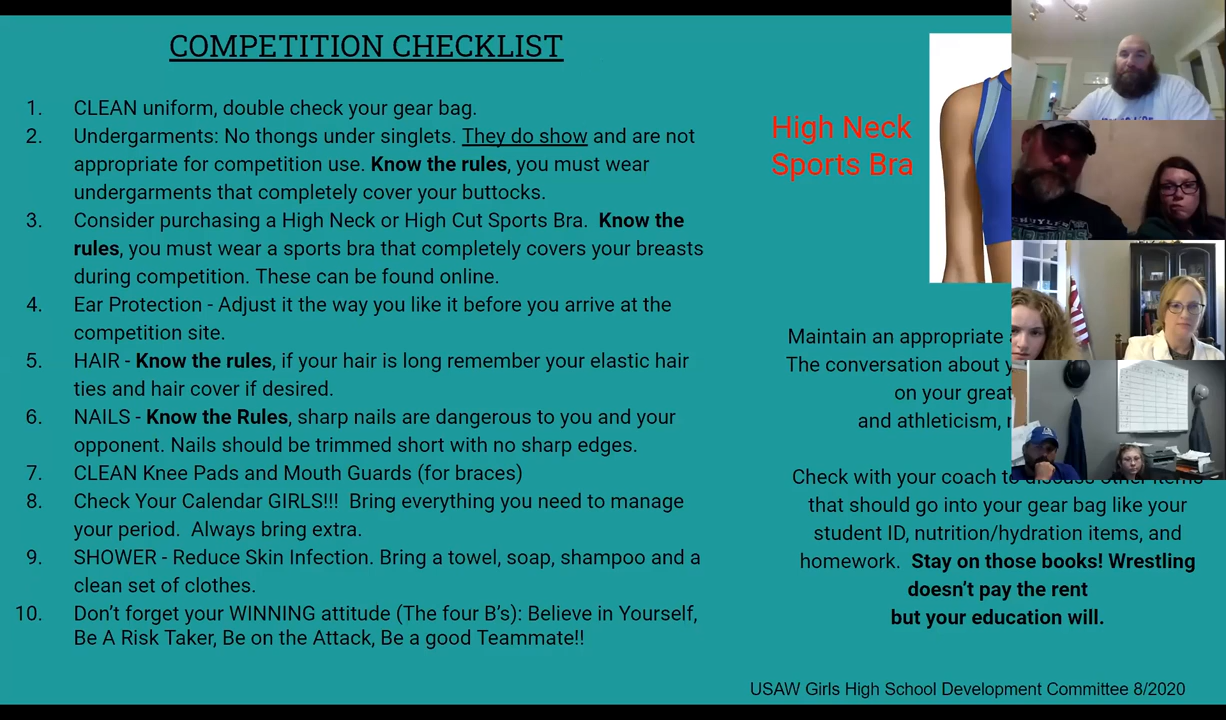 COMPETITION CHECKLIST
1. CLEAN uniform, double check your gear bag.
2. Undergarments: No thongs under singlets. They do show and are not
appropriate for competition use. Know the rules, you must wear
undergarments that completely cover your buttocks.
3. Consider purchasing a High Neck or High Cut Sports Bra. Know the
rules, you must wear a sports bra that completely covers your breasts
during competition. These can be found online.
4. Ear Protection - Adjust it the way you like it before you arrive at the
competition site.
5. HAIR - Know the rules, if your hair is long remember your elastic hair
ties and hair cover if desired.
6. NAILS - Know the Rules, sharp nails are dangerous to you and your
opponent. Nails should be trimmed short with no sharp edges.
7. CLEAN Knee Pads and Mouth Guards (for braces)
8. Check Your Calendar GIRLS!!! Bring everything you need to manage
your period. Always bring extra.
9. SHOWER - Reduce Skin Infection. Bring a towel, soap, shampoo and a
clean set of clothes.
10. Don't forget your WINNING attitude (The four B's): Believe in Yourself,
Be A Risk Taker, Be on the Attack, Be a good Teammate!!
High Neck
Sports Bra
Maintain an appropriate
The conversation about
on your great
and athleticism,
Check with your coach to discuss other items
that should go into your gear bag like your
student ID, nutrition/hydration items, and
homework. Stay on those books! Wrestling
doesn't pay the rent
but your education will.
USAW Girls High School Development Committee 8/2020